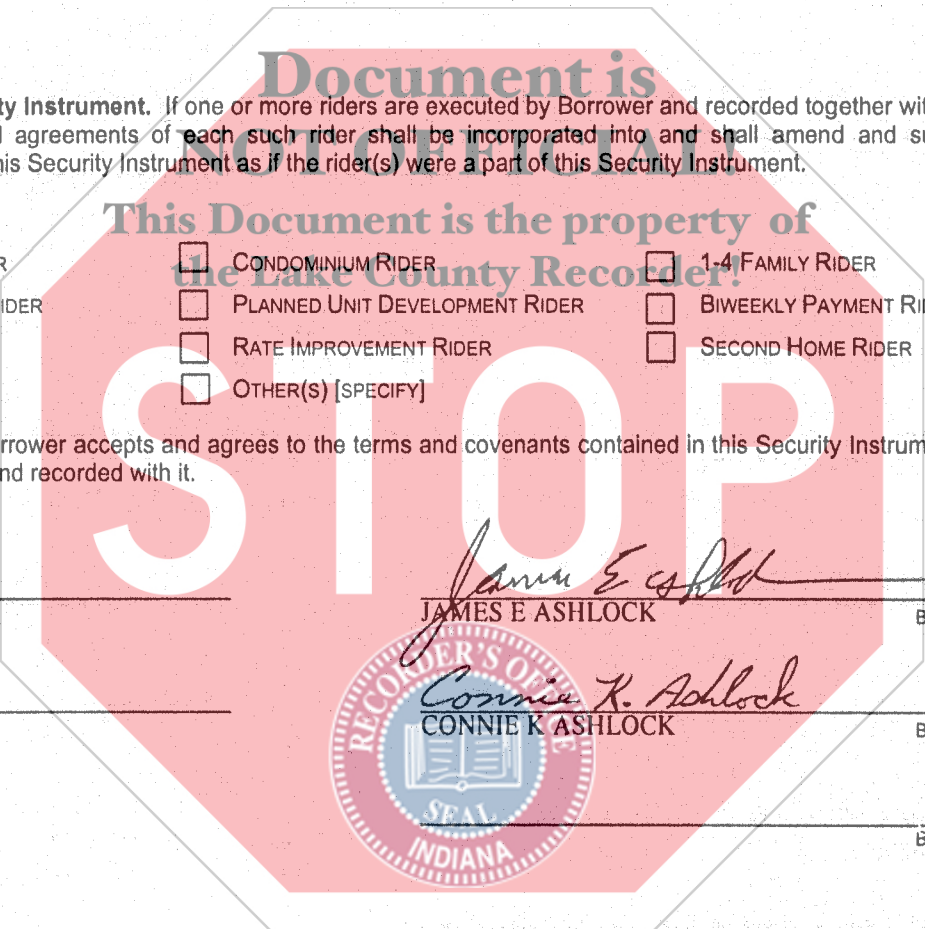 Document is
ty Instrument. If one or more riders are executed by Borrower and recorded together wit
agreements of each such rider shall be incorporated into and shall amend and su
NOT OFFICIAL!
his Security Instrument as if the rider(s) were a part of this Security Instrument.
This Document is the property of
R CONDOMINIUM RIDER 1-4 FAMILY RIDER
the Lake County Recorder!
IDER PLANNED UNIT DEVELOPMENT RIDER BIWEEKLY PAYMENT RID
RATE IMPROVEMENT RIDER SECOND HOME RIDER
OTHER(S) [SPECIFY]
STOP
rrower accepts and agrees to the terms and covenants contained in this Security Instrum
nd recorded with it.
James E Ashlock
JAMES E ASHLOCK B
Connie K. Ashlock
CONNIE K ASHLOCK B
B
RECORDER'S OFFICE
SEAL
INDIANA